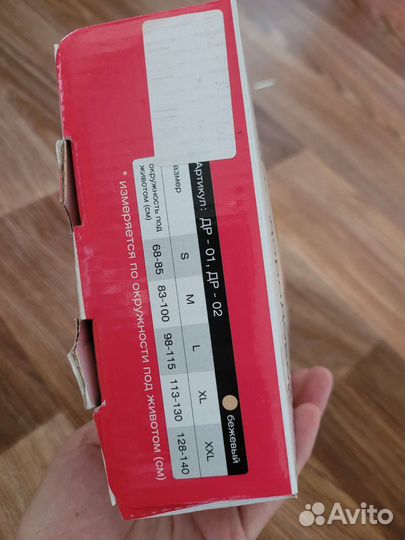 Артикул: ДР - 01, ДР - 02 бежевый
размер S M L XL XXL
окружность под
животом (см) 68-85 83-100 98-115 113-130 128-140
* измеряется по окружности под животом (см)
Avito